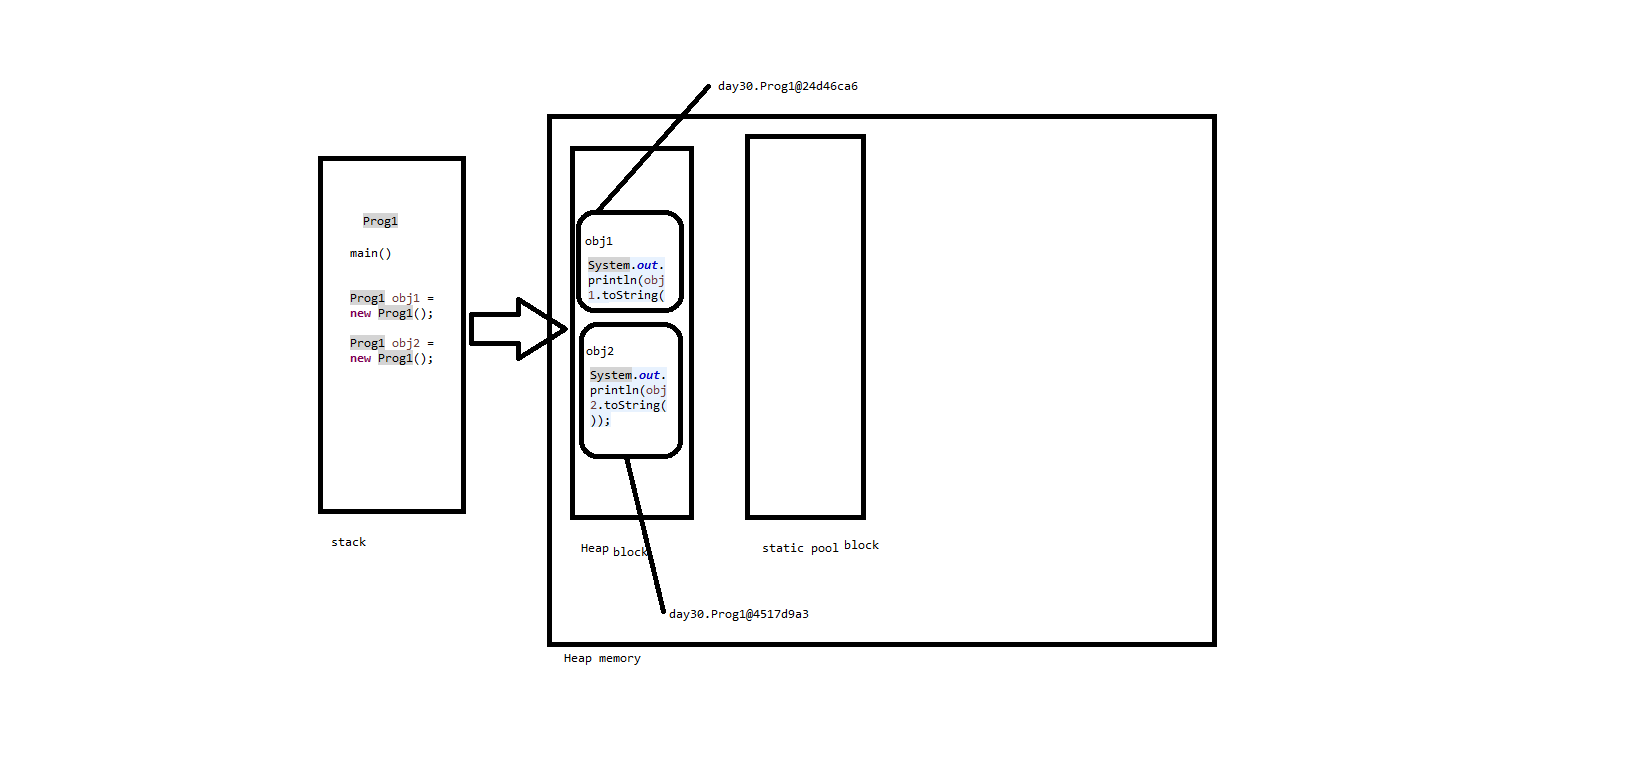 day30.Prog1@24d46ca6
Prog1
main()
Prog1 obj1 =
new Prog1();
Prog1 obj2 =
new Prog1();
stack
obj1
System.out.
println(obj
1.toString(
obj2
System.out.
println(obj
2.toString(
));
Heap block
static pool block
day30.Prog1@4517d9a3
Heap memory